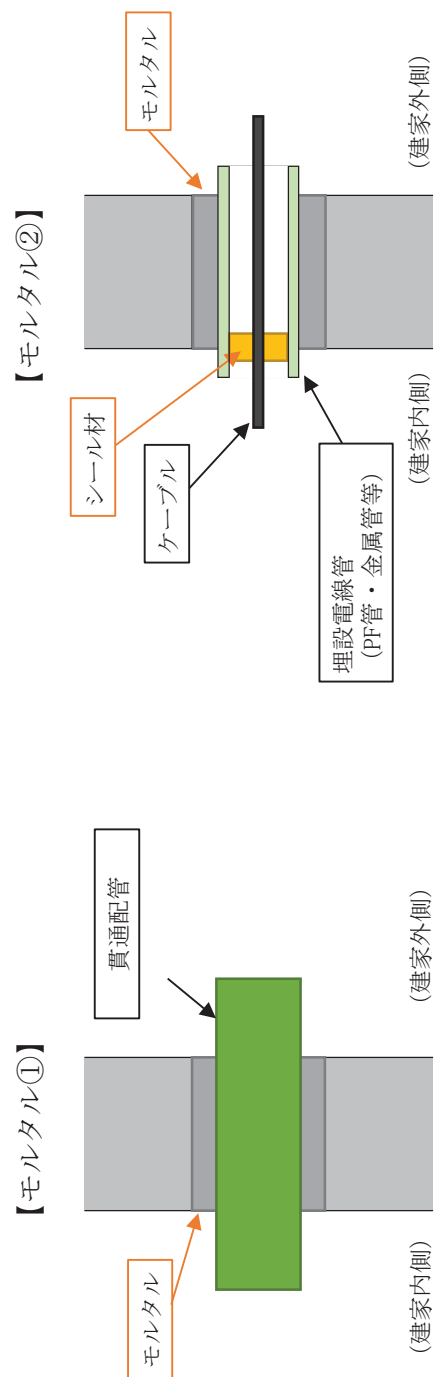 【モルタル①】
モルタル
貫通配管
(建家内側)
(建家外側)
【モルタル②】
シール材
モルタル
ケーブル
埋設電線管
(PF管・金属管等)
(建家内側)
(建家外側)